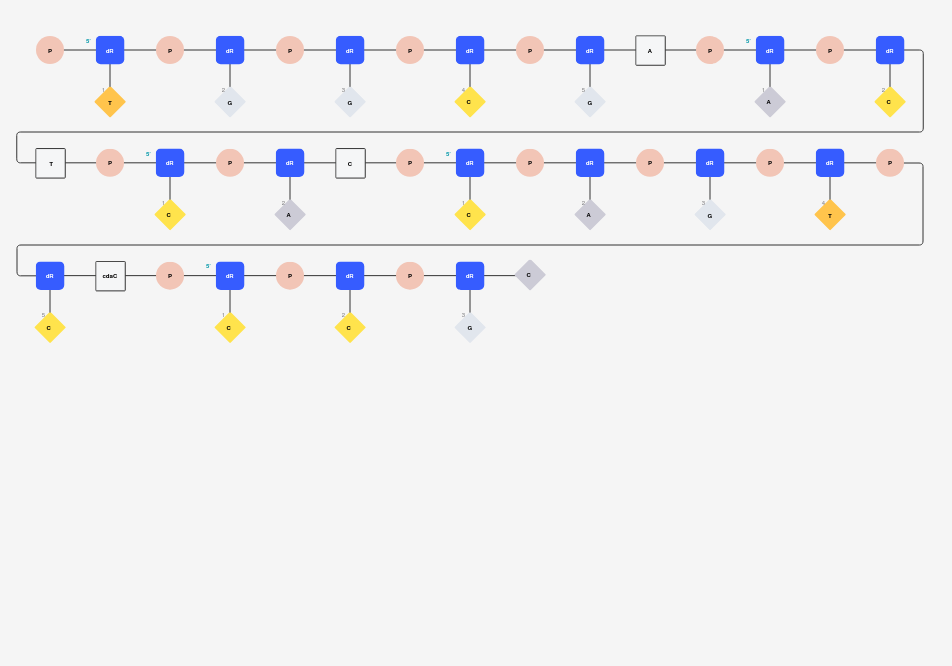 5' P dR P dR P dR P dR P dR A P 5' dR P dR
1 T 2 G 3 G 4 C 5 G 1 A 2 C
T P 5' dR P dR C P 5' dR P dR P dR P dR P
1 C 2 A 1 C 2 A 3 G 4 T
dR cdaC P 5' dR P dR P dR C
5 C 1 C 2 C 3 G